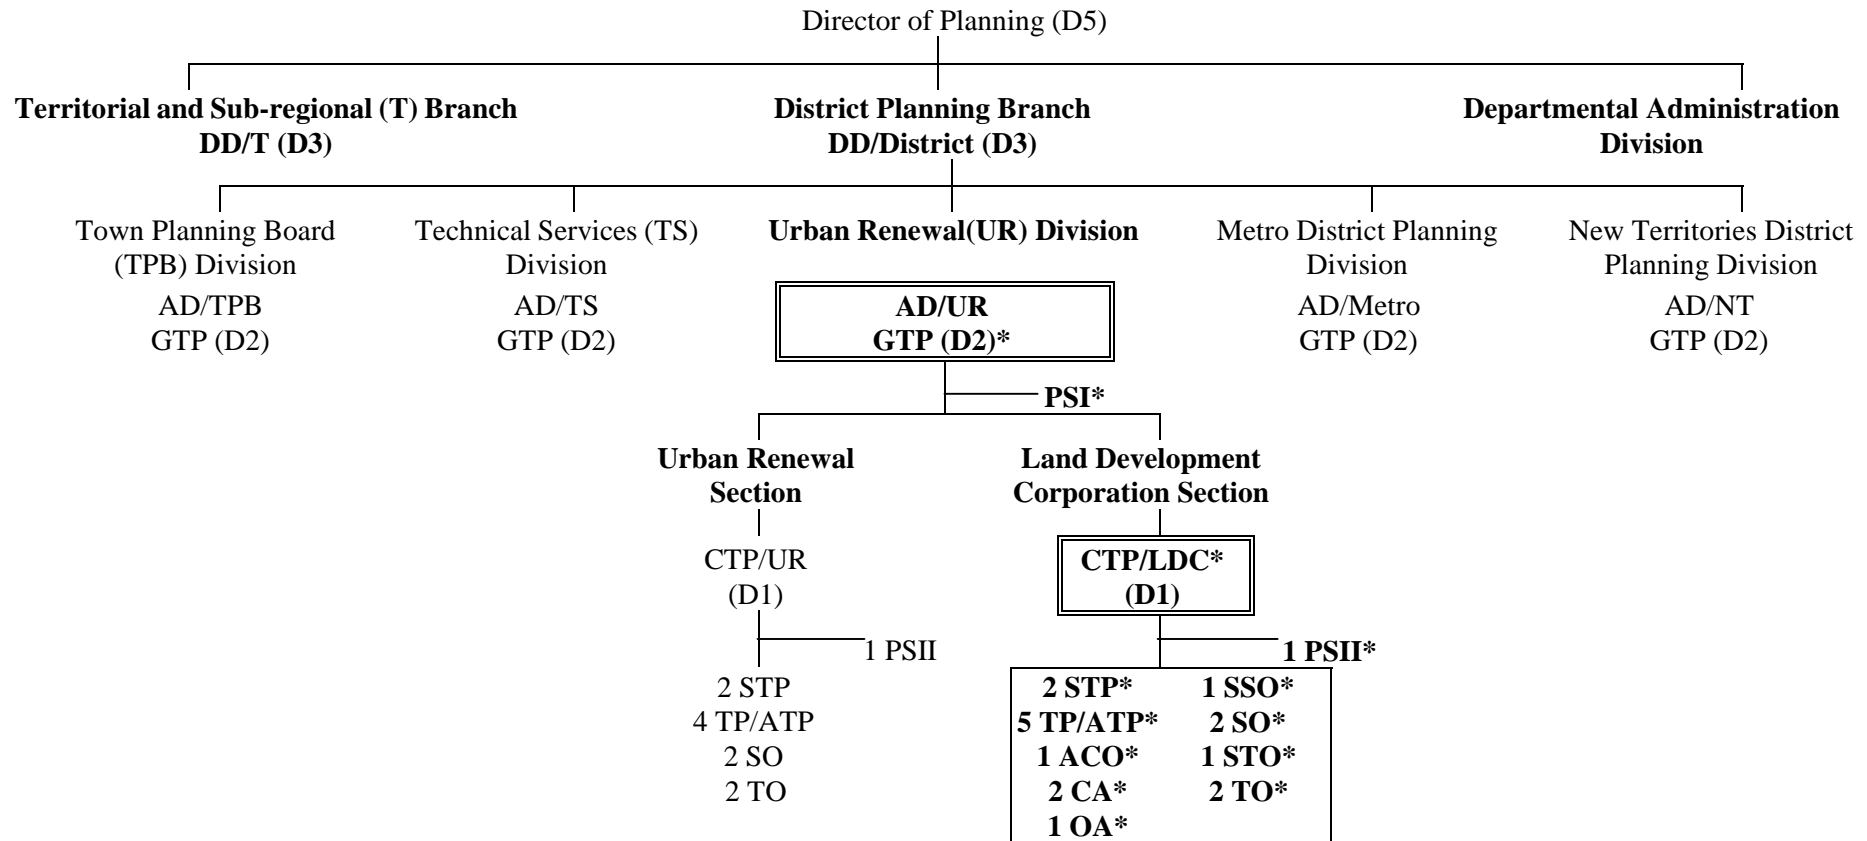 Director of Planning (D5)
Territorial and Sub-regional (T) Branch
DD/T (D3)
District Planning Branch
DD/District (D3)
Departmental Administration
Division
Town Planning Board
(TPB) Division
AD/TPB
GTP (D2)
Technical Services (TS)
Division
AD/TS
GTP (D2)
Urban Renewal(UR) Division
AD/UR
GTP (D2)*
Metro District Planning
Division
AD/Metro
GTP (D2)
New Territories District
Planning Division
AD/NT
GTP (D2)
PSI*
Urban Renewal
Section
CTP/UR
(D1)
1 PSII
2 STP
4 TP/ATP
2 SO
2 TO
Land Development
Corporation Section
CTP/LDC*
(D1)
1 PSII*
2 STP*
5 TP/ATP*
1 ACO*
2 CA*
1 OA*
1 SSO*
2 SO*
1 STO*
2 TO*